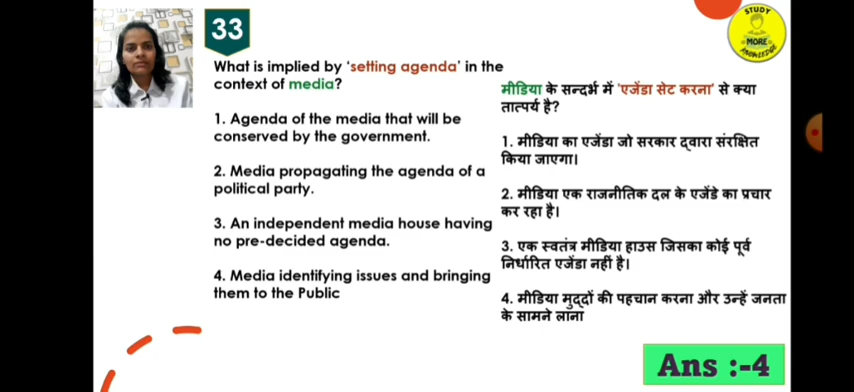 33
What is implied by ‘setting agenda’ in the
context of media?
1. Agenda of the media that will be
conserved by the government.
2. Media propagating the agenda of a
political party.
3. An independent media house having
no pre-decided agenda.
4. Media identifying issues and bringing
them to the Public
मीडिया के सन्दर्भ में 'एजेंडा सेट करना' से क्या
तात्पर्य है?
1. मीडिया का एजेंडा जो सरकार द्वारा संरक्षित
किया जाएगा।
2. मीडिया एक राजनीतिक दल के एजेंडे का प्रचार
कर रहा है।
3. एक स्वतंत्र मीडिया हाउस जिसका कोई पूर्व
निर्धारित एजेंडा नहीं है।
4. मीडिया मुद्दों की पहचान करना और उन्हें जनता
के सामने लाना
STUDY
MORE
KNOWLEDGE
Ans :-4